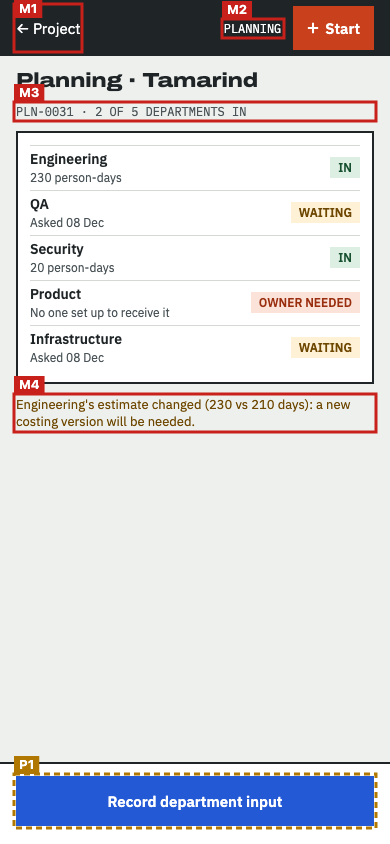 M1
← Project
M2
PLANNING
+ Start
Planning · Tamarind
M3
PLN-0031 · 2 OF 5 DEPARTMENTS IN
Engineering
230 person-days
IN
QA
Asked 08 Dec
WAITING
Security
20 person-days
IN
Product
No one set up to receive it
OWNER NEEDED
Infrastructure
Asked 08 Dec
WAITING
M4
Engineering's estimate changed (230 vs 210 days): a new
costing version will be needed.
P1
Record department input